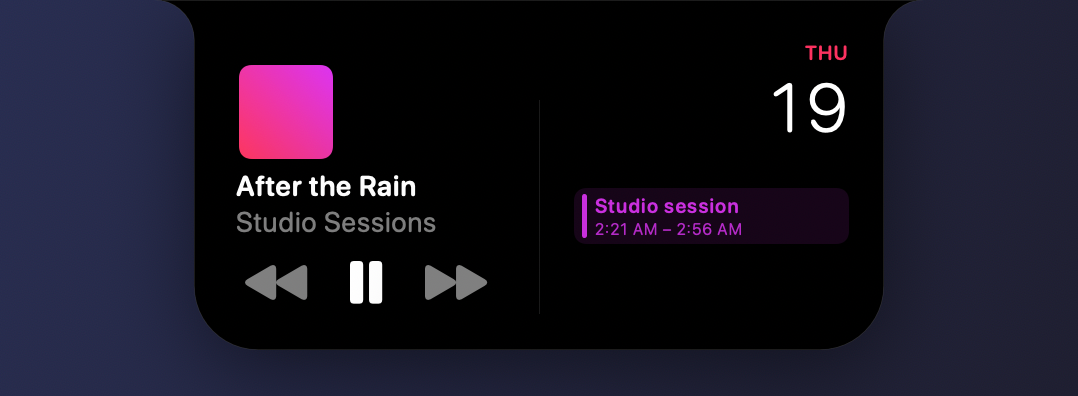 After the Rain
Studio Sessions
THU
19
Studio session
2:21 AM – 2:56 AM